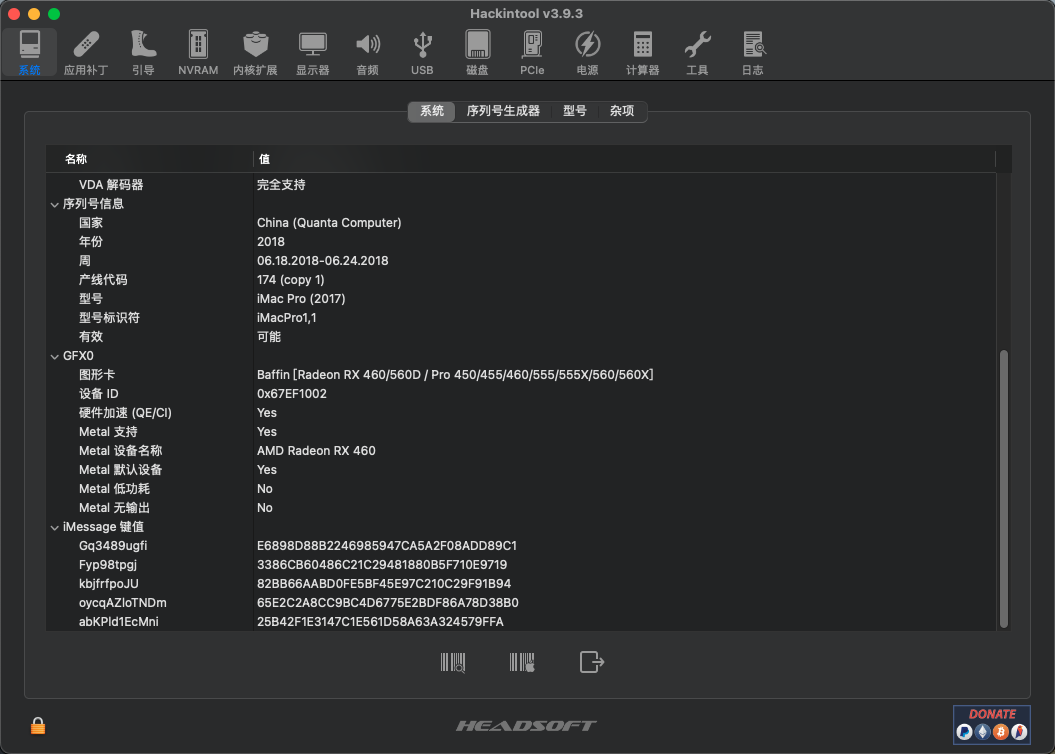 Hackintool v3.9.3
系统 应用补丁 引导 NVRAM 内核扩展 显示器 音频 USB 磁盘 PCIe 电源 计算器 工具 日志
系统 序列号生成器 型号 杂项
名称 值
VDA 解码器 完全支持
序列号信息
国家 China (Quanta Computer)
年份 2018
周 06.18.2018-06.24.2018
产线代码 174 (copy 1)
型号 iMac Pro (2017)
型号标识符 iMacPro1,1
有效 可能
GFX0
图形卡 Baffin [Radeon RX 460/560D / Pro 450/455/460/555/555X/560/560X]
设备 ID 0x67EF1002
硬件加速 (QE/CI) Yes
Metal 支持 Yes
Metal 设备名称 AMD Radeon RX 460
Metal 默认设备 Yes
Metal 低功耗 No
Metal 无输出 No
iMessage 键值
Gq3489ugfi E6898D88B2246985947CA5A2F08ADD89C1
Fyp98tpgj 3386CB60486C21C29481880B5F710E9719
kbjfrfpoJU 82BB66AABD0FE5BF45E97C210C29F91B94
oycqAZloTNDm 65E2C2A8CC9BC4D6775E2BDF86A78D38B0
abKPld1EcMni 25B42F1E3147C1E561D58A63A324579FFA
HEADSOFT
DONATE